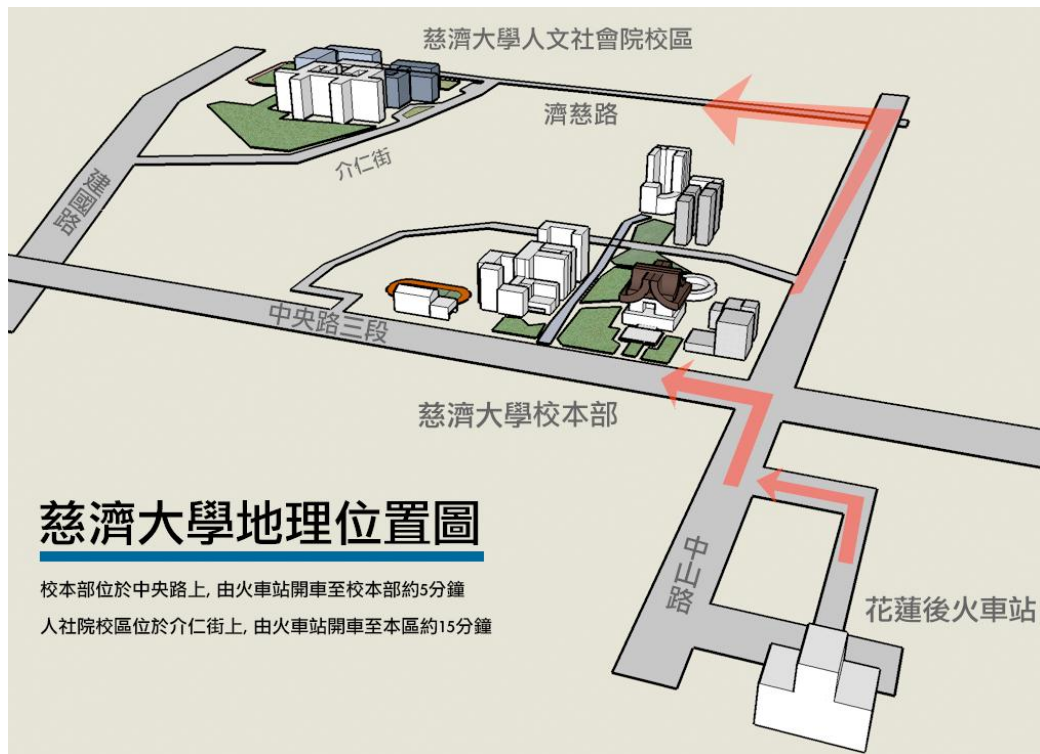 慈濟大學人文社會院校區
濟慈路
介仁街
建國路
中央路三段
慈濟大學校本部
慈濟大學地理位置圖
中山路
校本部位於中央路上, 由火車站開車至校本部約5分鐘
花蓮後火車站
人社院校區位於介仁街上, 由火車站開車至本區約15分鐘